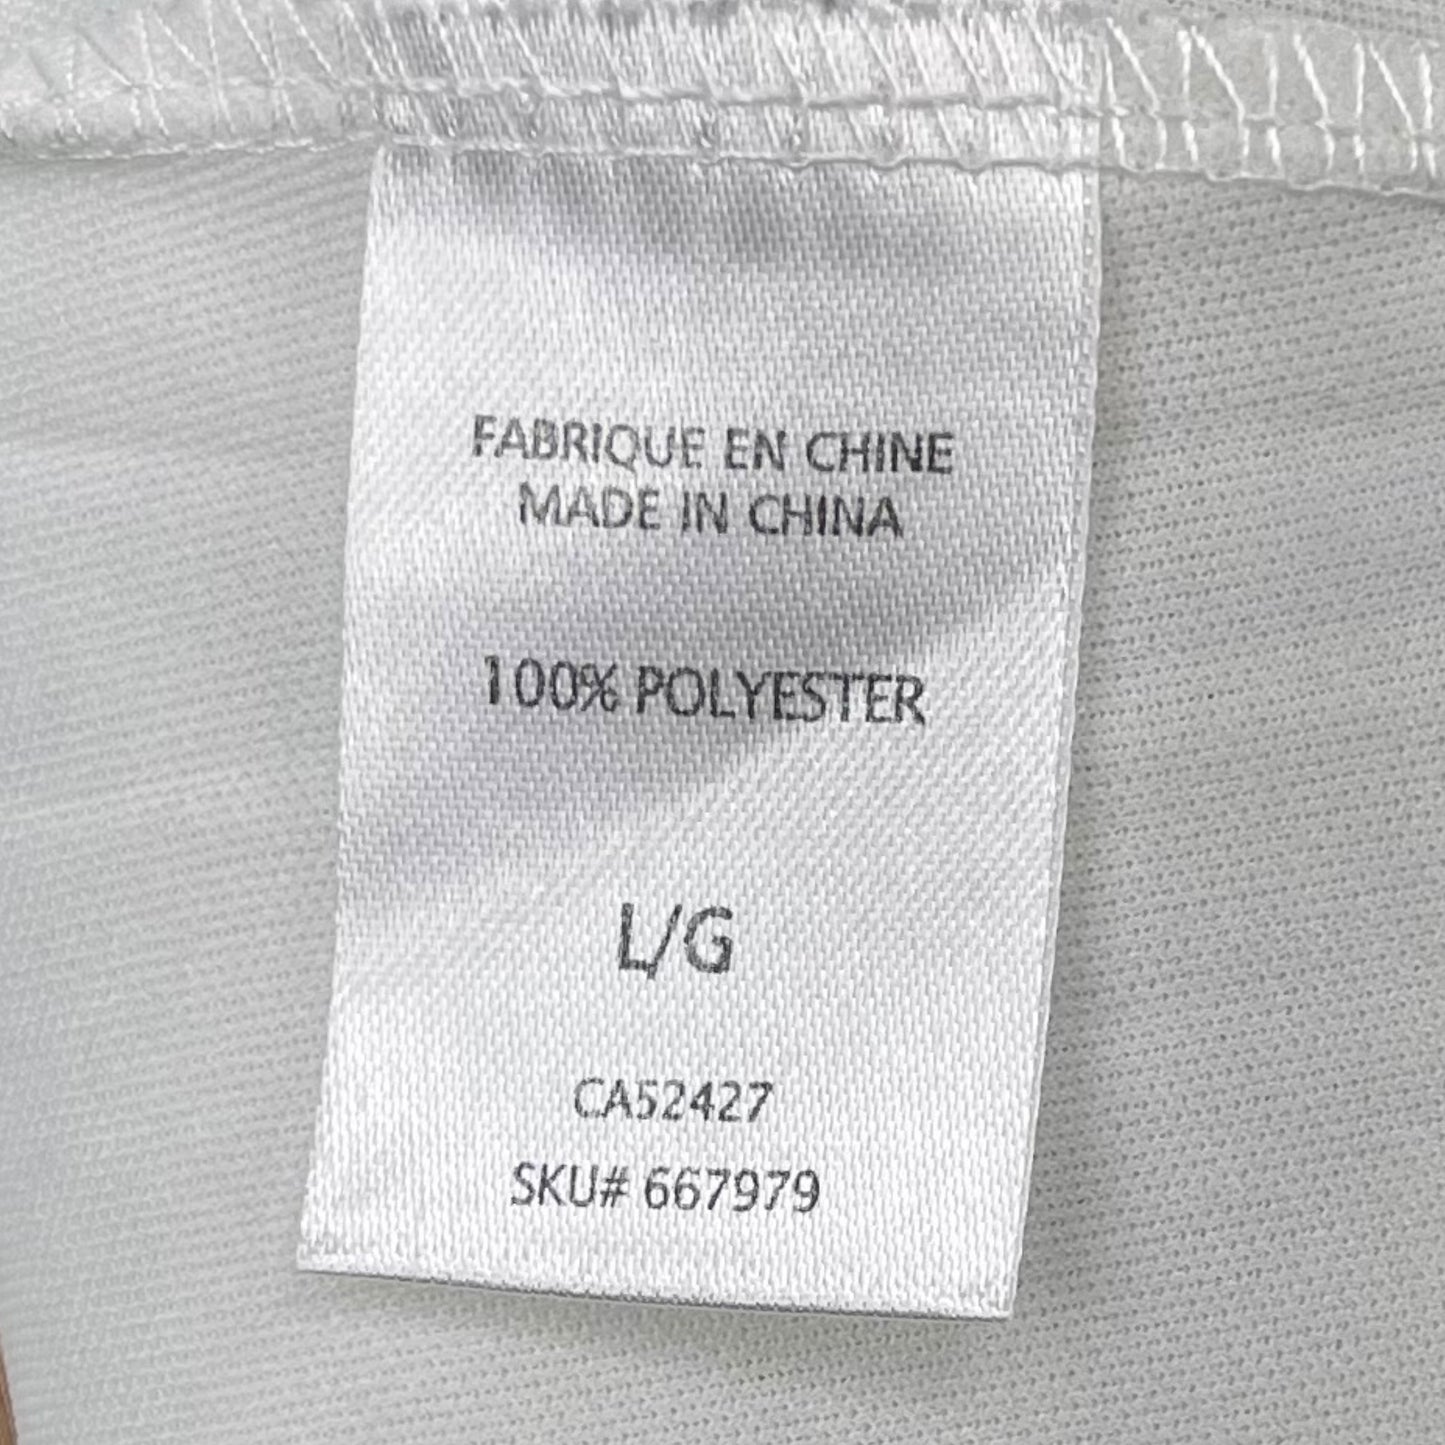 FABRIQUE EN CHINE
MADE IN CHINA
100% POLYESTER
L/G
CA52427
SKU# 667979